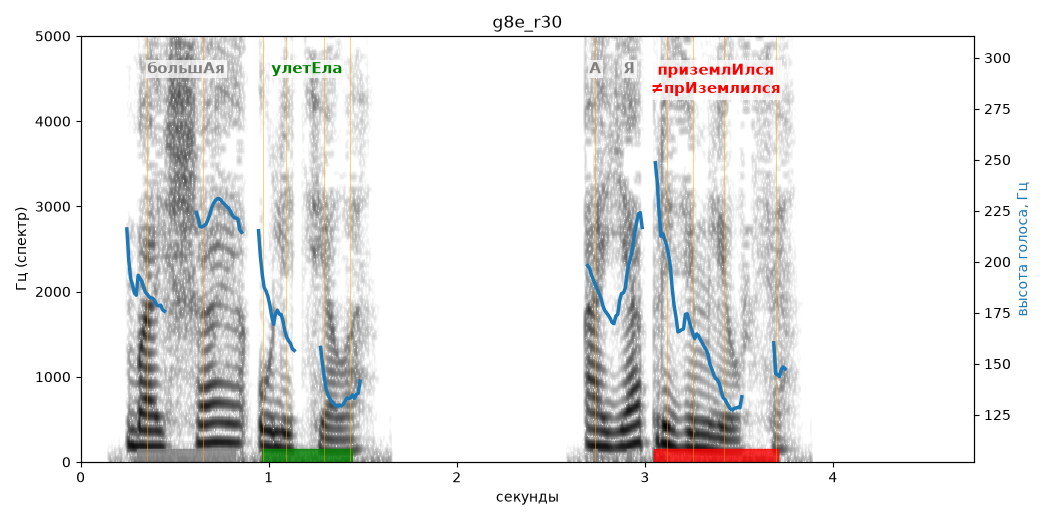 g8e_r30
большАя
улетЕла
А
Я
приземлИлся
≠прИземлился
5000
4000
3000
2000
1000
0
Гц (спектр)
300
275
250
225
200
175
150
125
высота голоса, Гц
0
1
2
3
4
секунды